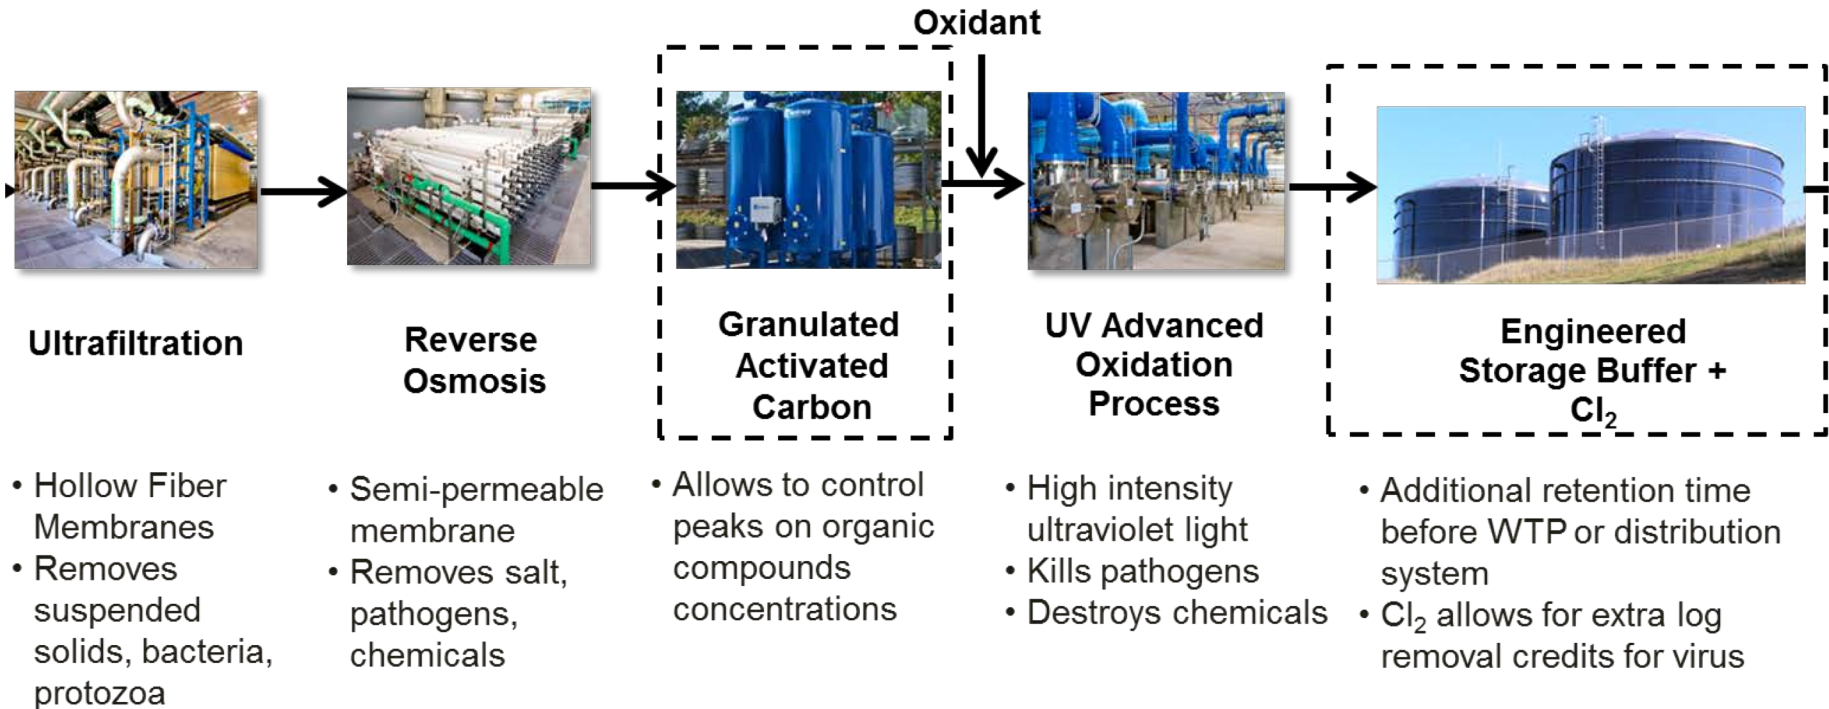 Oxidant
Ultrafiltration
• Hollow Fiber
Membranes
• Removes
suspended
solids, bacteria,
protozoa
Reverse
Osmosis
• Semi-permeable
membrane
• Removes salt,
pathogens,
chemicals
Granulated
Activated
Carbon
• Allows to control
peaks on organic
compounds
concentrations
UV Advanced
Oxidation
Process
• High intensity
ultraviolet light
• Kills pathogens
• Destroys chemicals
Engineered
Storage Buffer +
Cl₂
• Additional retention time
before WTP or distribution
system
• Cl₂ allows for extra log
removal credits for virus